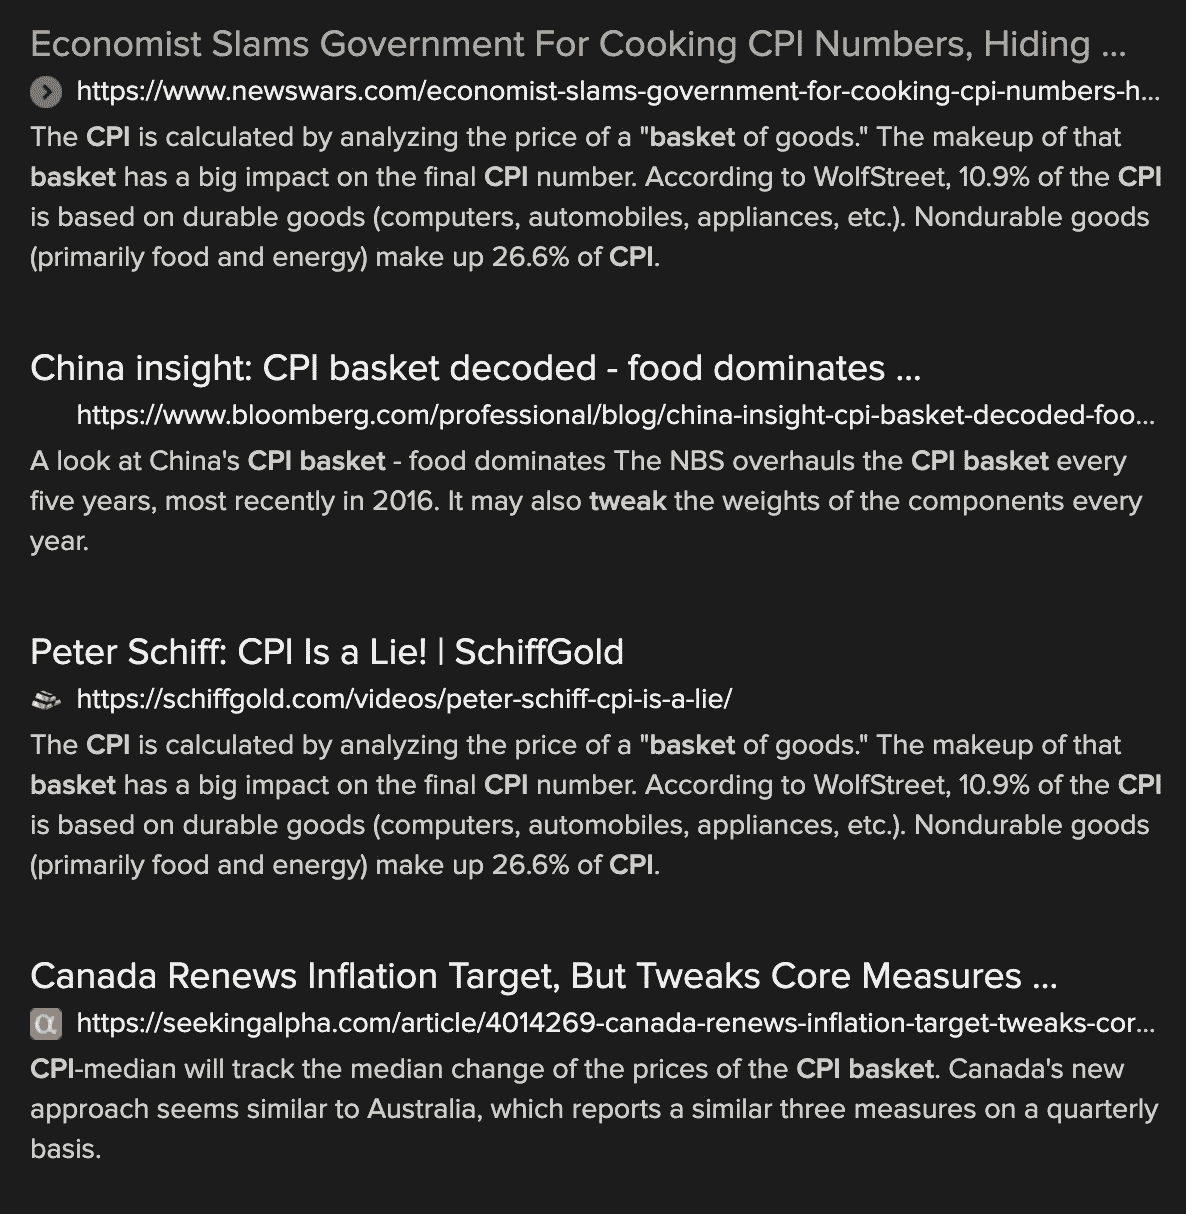 Economist Slams Government For Cooking CPI Numbers, Hiding ...
https://www.newswars.com/economist-slams-government-for-cooking-cpi-numbers-h...
The CPI is calculated by analyzing the price of a "basket of goods." The makeup of that
basket has a big impact on the final CPI number. According to WolfStreet, 10.9% of the CPI
is based on durable goods (computers, automobiles, appliances, etc.). Nondurable goods
(primarily food and energy) make up 26.6% of CPI.
China insight: CPI basket decoded - food dominates ...
https://www.bloomberg.com/professional/blog/china-insight-cpi-basket-decoded-foo...
A look at China's CPI basket - food dominates The NBS overhauls the CPI basket every
five years, most recently in 2016. It may also tweak the weights of the components every
year.
Peter Schiff: CPI Is a Lie! | SchiffGold
https://schiffgold.com/videos/peter-schiff-cpi-is-a-lie/
The CPI is calculated by analyzing the price of a "basket of goods." The makeup of that
basket has a big impact on the final CPI number. According to WolfStreet, 10.9% of the CPI
is based on durable goods (computers, automobiles, appliances, etc.). Nondurable goods
(primarily food and energy) make up 26.6% of CPI.
Canada Renews Inflation Target, But Tweaks Core Measures ...
α https://seekingalpha.com/article/4014269-canada-renews-inflation-target-tweaks-cor...
CPI-median will track the median change of the prices of the CPI basket. Canada's new
approach seems similar to Australia, which reports a similar three measures on a quarterly
basis.